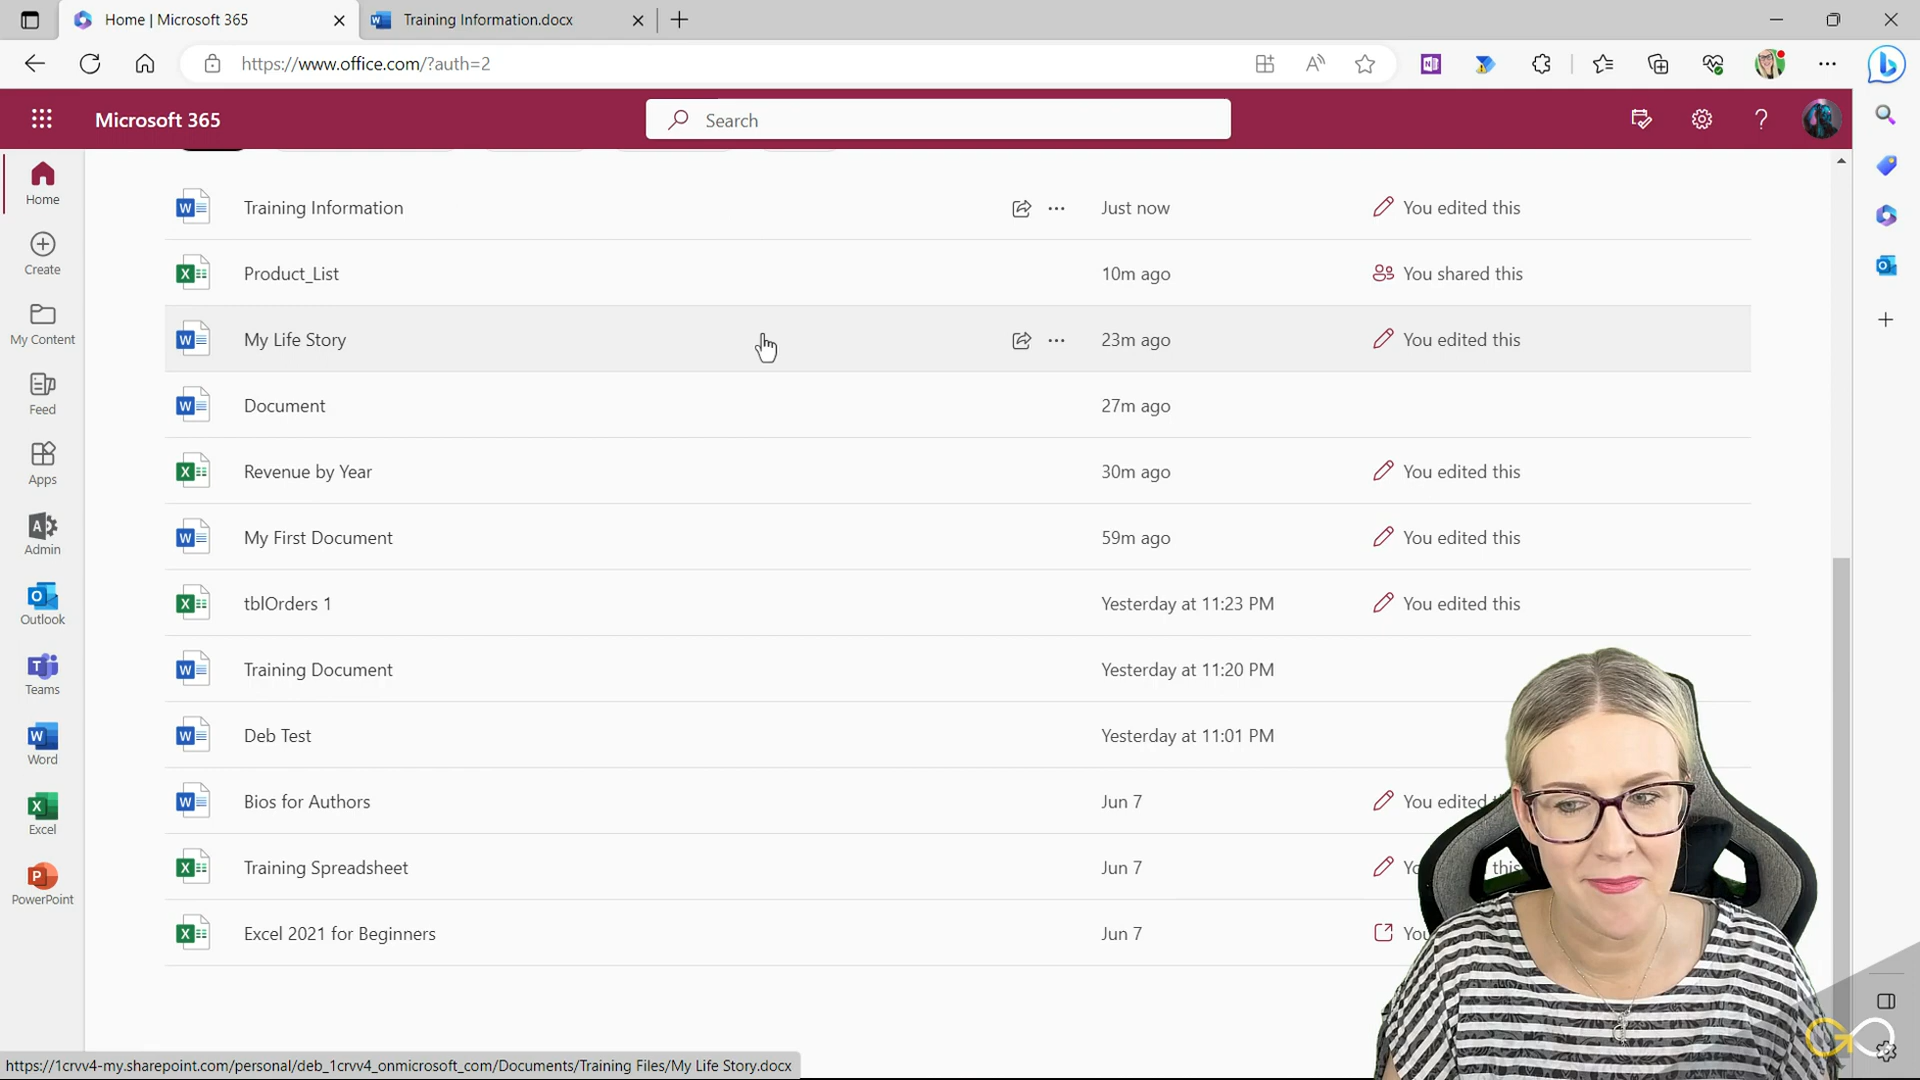 Home | Microsoft 365
Training Information.docx
https://www.office.com/?auth=2
Microsoft 365
Search
Home
Create
My Content
Feed
Apps
Admin
Outlook
Teams
Word
Excel
PowerPoint
Training Information Just now You edited this
Product_List 10m ago You shared this
My Life Story 23m ago You edited this
Document 27m ago
Revenue by Year 30m ago You edited this
My First Document 59m ago You edited this
tblOrders 1 Yesterday at 11:23 PM You edited this
Training Document Yesterday at 11:20 PM
Deb Test Yesterday at 11:01 PM
Bios for Authors Jun 7 You edited
Training Spreadsheet Jun 7 this
Excel 2021 for Beginners Jun 7 You
https://1crvv4-my.sharepoint.com/personal/deb_1crvv4_onmicrosoft_com/Documents/Training Files/My Life Story.docx